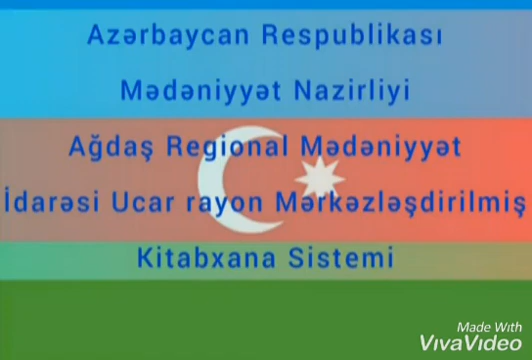 Azərbaycan Respublikası
Mədəniyyət Nazirliyi
Ağdaş Regional Mədəniyyət
İdarəsi Ucar rayon Mərkəzləşdirilmiş
Kitabxana Sistemi
Made With
VivaVideo